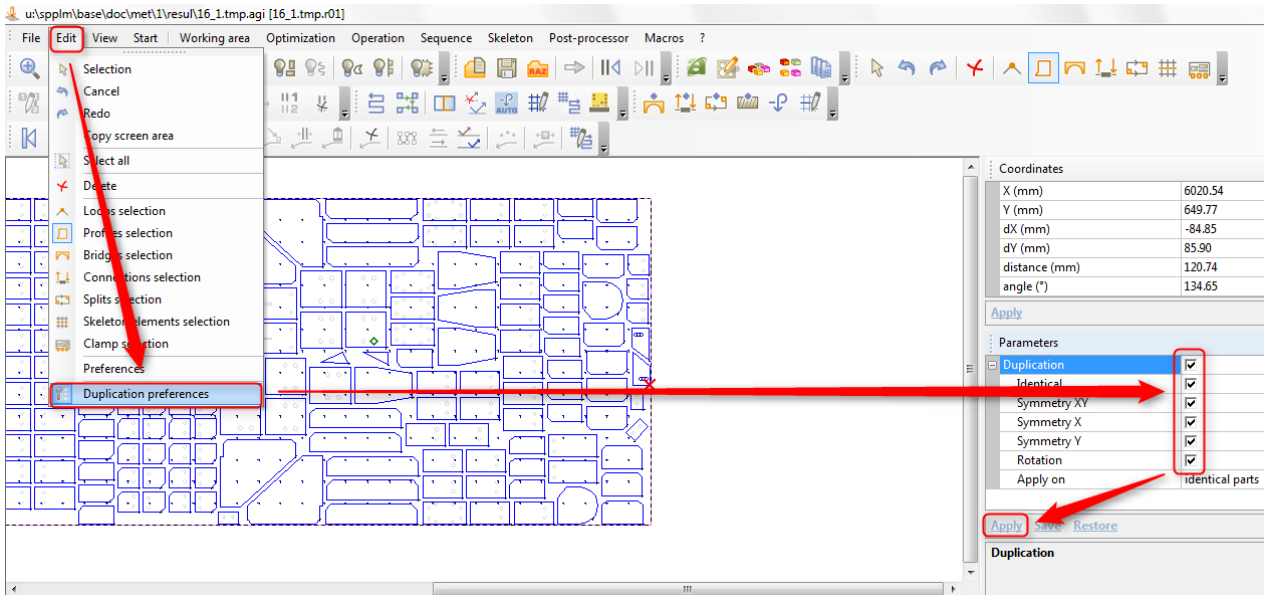 u:\spplm\base\doc\met\1\resul\16_1.tmp.agi [16_1.tmp.r01]
File Edit View Start Working area Optimization Operation Sequence Skeleton Post-processor Macros ?
Selection
Cancel
Redo
Copy screen area
Select all
Delete
Loops selection
Profiles selection
Bridges selection
Connections selection
Splits selection
Skeleton elements selection
Clamp selection
Preferences
Duplication preferences
RAZ
AUTO
Coordinates
X (mm) 6020.54
Y (mm) 649.77
dX (mm) -84.85
dY (mm) 85.90
distance (mm) 120.74
angle (°) 134.65
Apply
Parameters
Duplication
Identical
Symmetry XY
Symmetry X
Symmetry Y
Rotation
Apply on identical parts
Apply Save Restore
Duplication